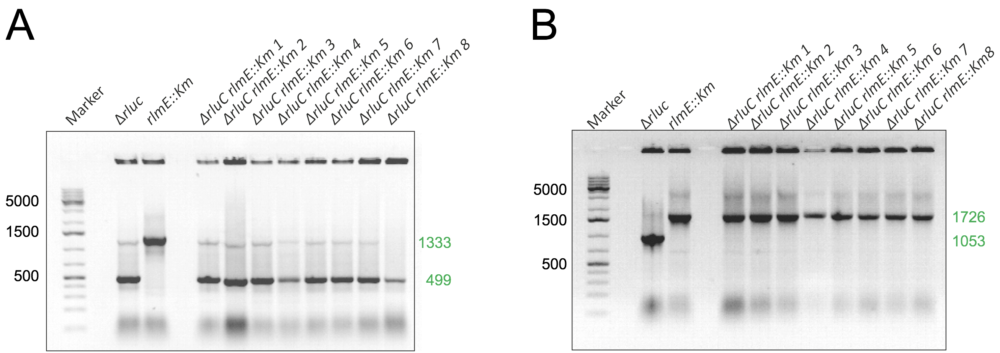 A
Marker
Δrluc
rlmE::Km
ΔrluC rlmE::Km 1
ΔrluC rlmE::Km 2
ΔrluC rlmE::Km 3
ΔrluC rlmE::Km 4
ΔrluC rlmE::Km 5
ΔrluC rlmE::Km 6
ΔrluC rlmE::Km 7
ΔrluC rlmE::Km 8
5000
1500
500
1333
499
B
Marker
Δrluc
rlmE::Km
ΔrluC rlmE::Km 1
ΔrluC rlmE::Km 2
ΔrluC rlmE::Km 3
ΔrluC rlmE::Km 4
ΔrluC rlmE::Km 5
ΔrluC rlmE::Km 6
ΔrluC rlmE::Km 7
ΔrluC rlmE::Km8
5000
1500
500
1726
1053